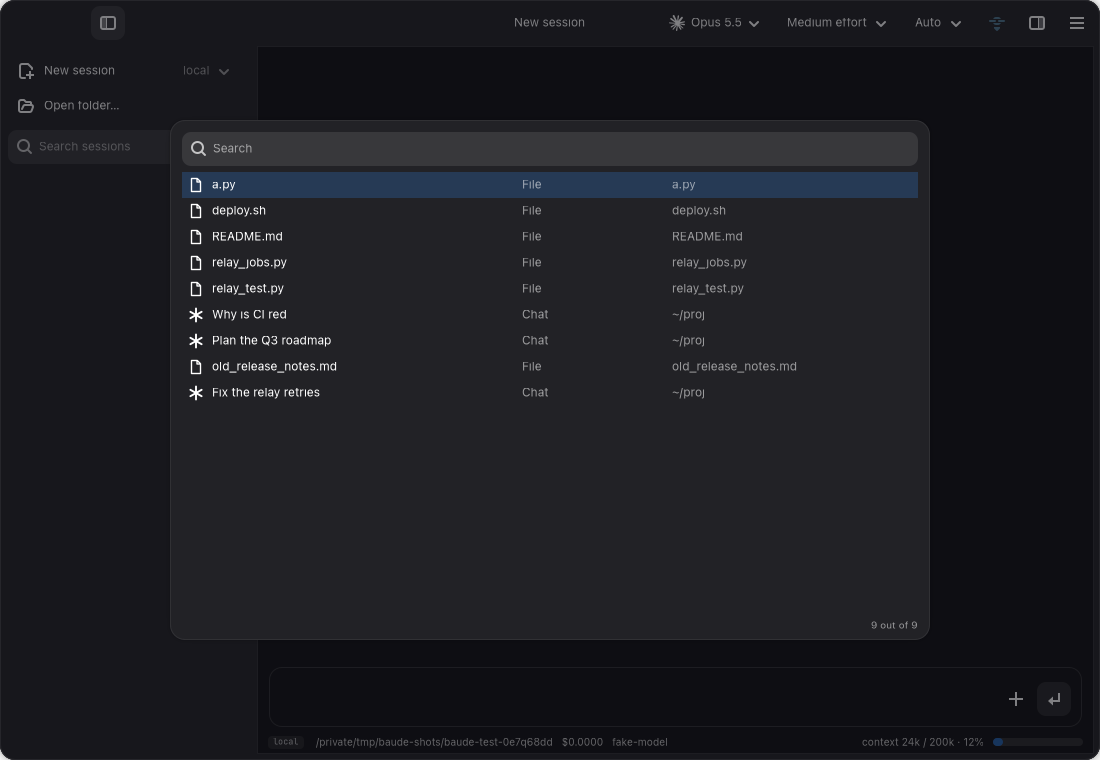 New session
Opus 5.5
Medium effort
Auto
New session
local
Open folder...
Search sessions
Search
a.py File a.py
deploy.sh File deploy.sh
README.md File README.md
relay_jobs.py File relay_jobs.py
relay_test.py File relay_test.py
Why is CI red Chat ~/proj
Plan the Q3 roadmap Chat ~/proj
old_release_notes.md File old_release_notes.md
Fix the relay retries Chat ~/proj
9 out of 9
local /private/tmp/baude-shots/baude-test-0e7q68dd $0.0000 fake-model context 24k / 200k · 12%